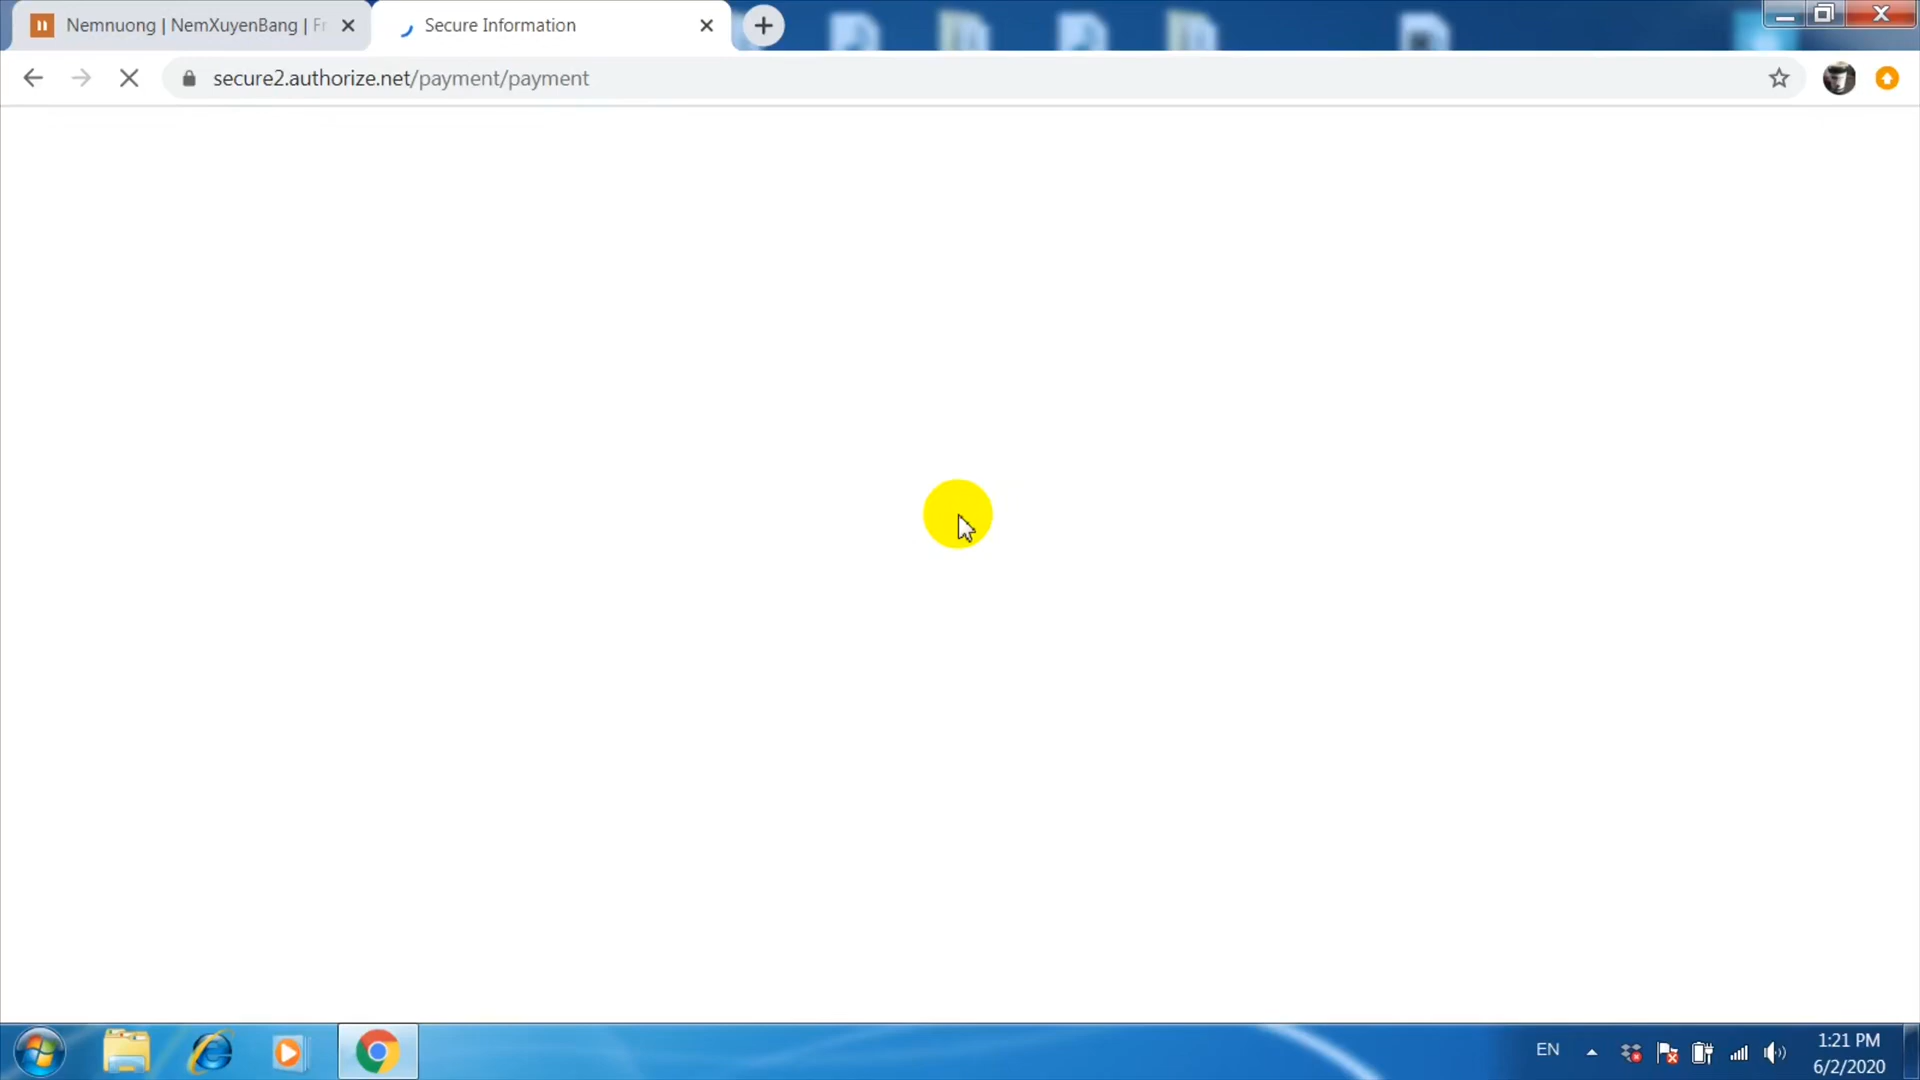 Nemnuong | NemXuyenBang | Fr
Secure Information
secure2.authorize.net/payment/payment
EN
1:21 PM
6/2/2020